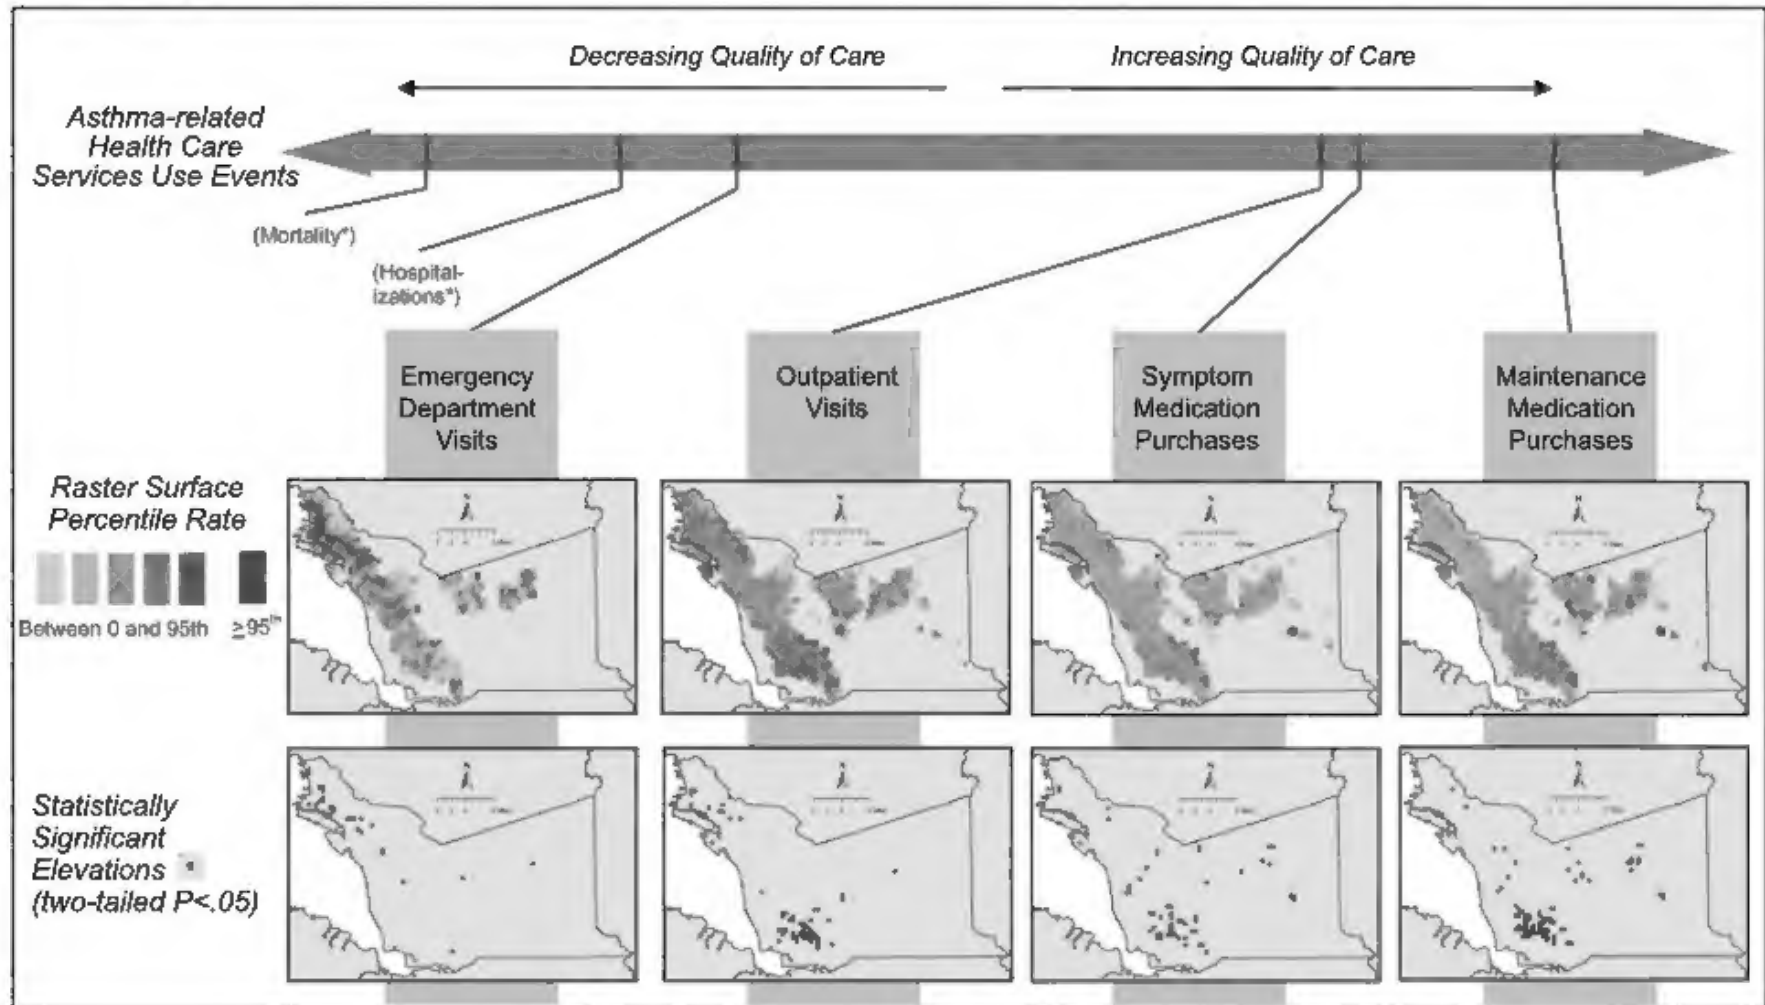 Decreasing Quality of Care
Increasing Quality of Care
Asthma-related
Health Care
Services Use Events
(Mortality*)
(Hospital-
izations*)
Emergency
Department
Visits
Outpatient
Visits
Symptom
Medication
Purchases
Maintenance
Medication
Purchases
Raster Surface
Percentile Rate
Between 0 and 95th
≥95th
Statistically
Significant
Elevations
(two-tailed P<.05)